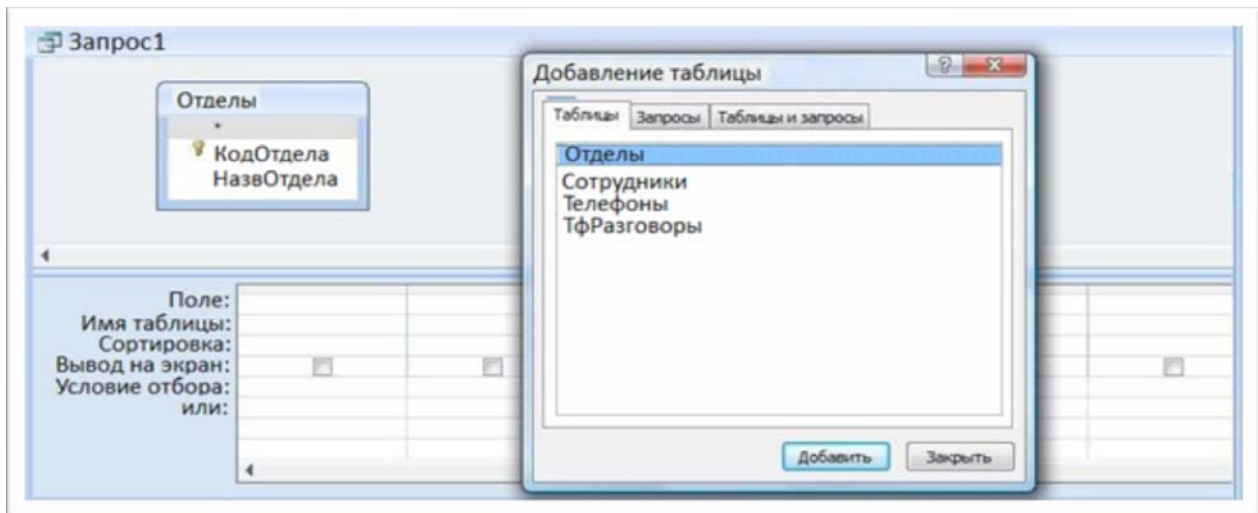 Запрос1
Отделы
*
КодОтдела
НазвОтдела
Поле:
Имя таблицы:
Сортировка:
Вывод на экран:
Условие отбора:
или:
Добавление таблицы
?
Таблицы Запросы Таблицы и запросы
Отделы
Сотрудники
Телефоны
ТфРазговоры
Добавить Закрыть